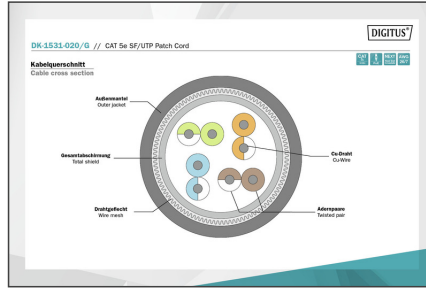 DIGITUS®
DK-1531-020/G // CAT 5e SF/UTP Patch Cord
Kabelquerschnitt
Cable cross section
Außenmantel
Outer jacket
Gesamtabschirmung
Total shield
Cu-Draht
Cu-Wire
Drahtgeflecht
Wire mesh
Adernpaare
Twisted pair